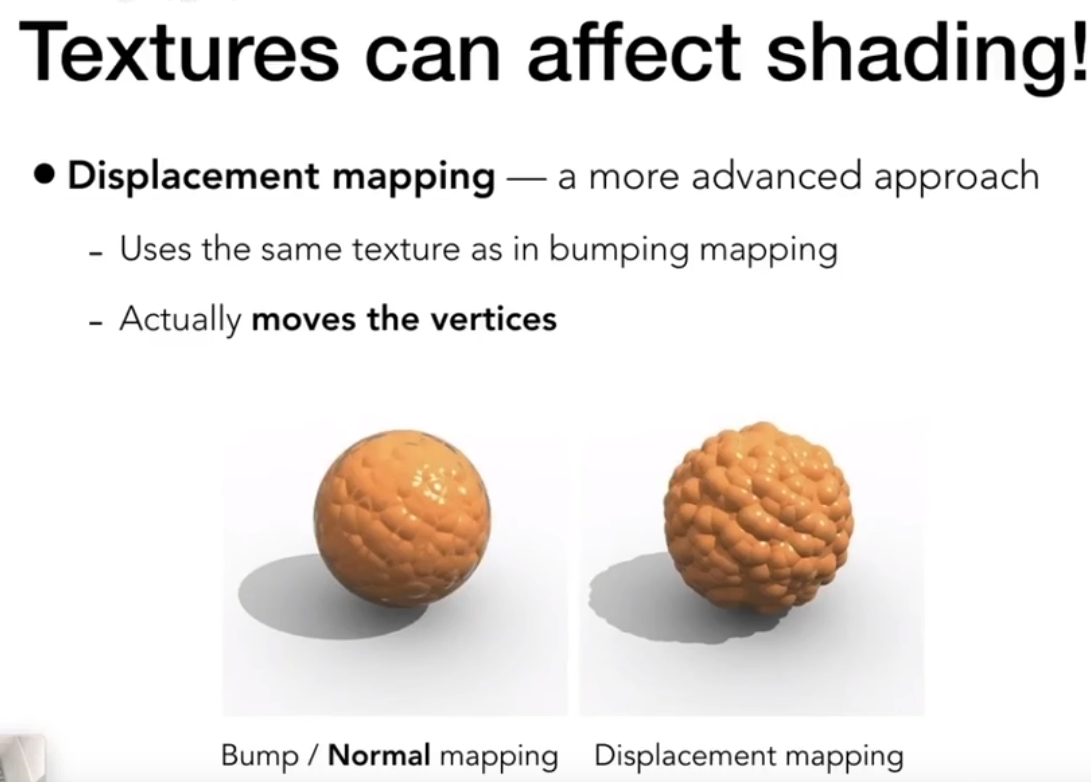 Textures can affect shading!
● Displacement mapping — a more advanced approach
- Uses the same texture as in bumping mapping
- Actually moves the vertices
Bump / Normal mapping
Displacement mapping